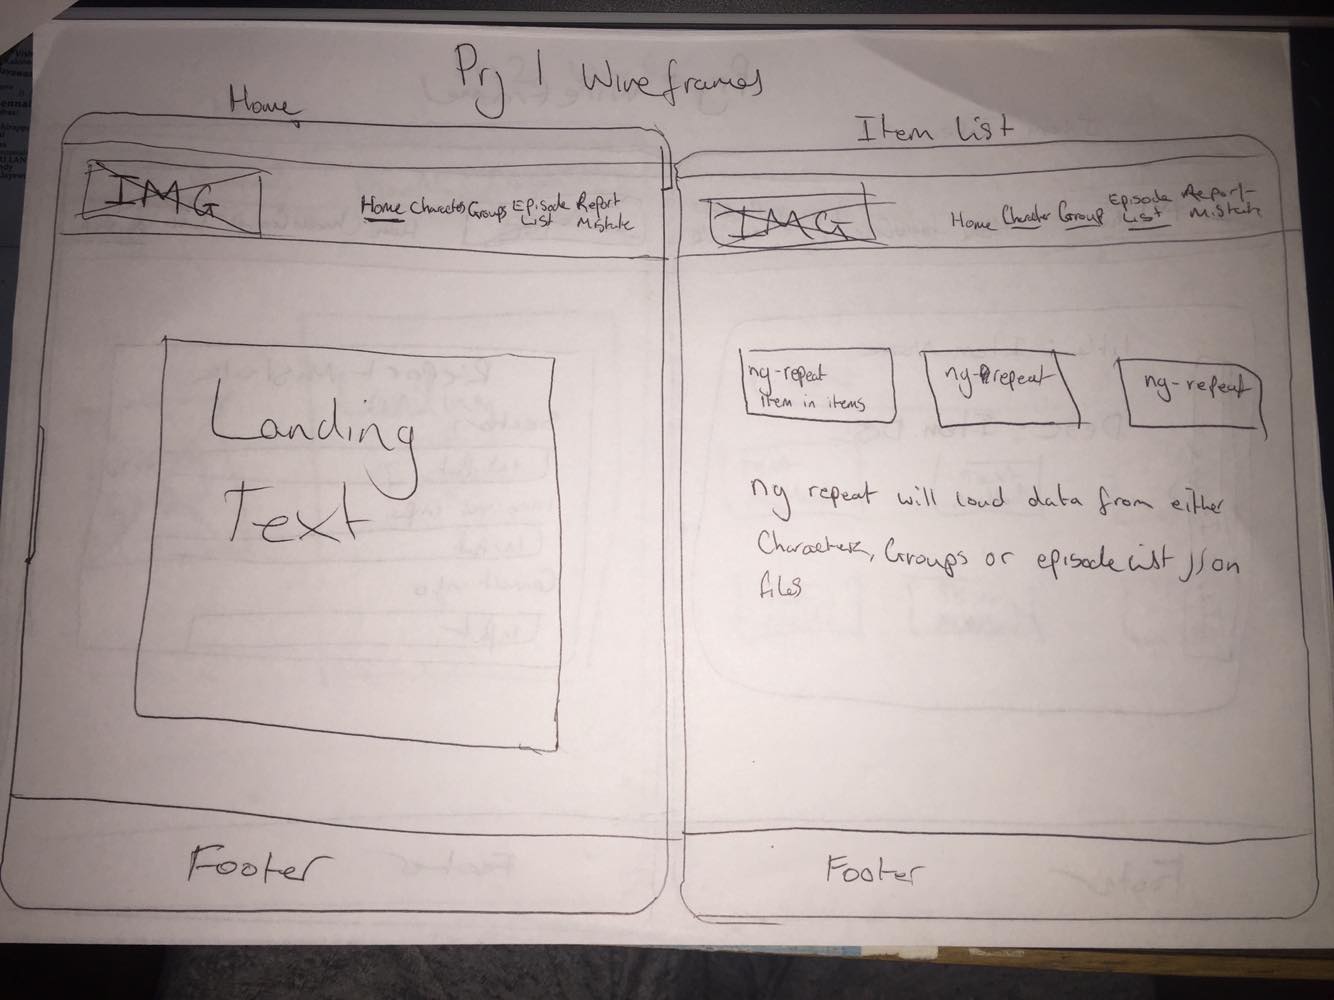 Prj 1 Wireframes
Home
IMG
Home Characters Groups Episode List Report Mistake
Landing
Text
Footer
Item List
IMG
Home Character Group Episode List Report Mistake
ng-repeat
item in items
ng-repeat
ng-repeat
ng repeat will load data from either
Characters, Groups or episode list json
files
Footer